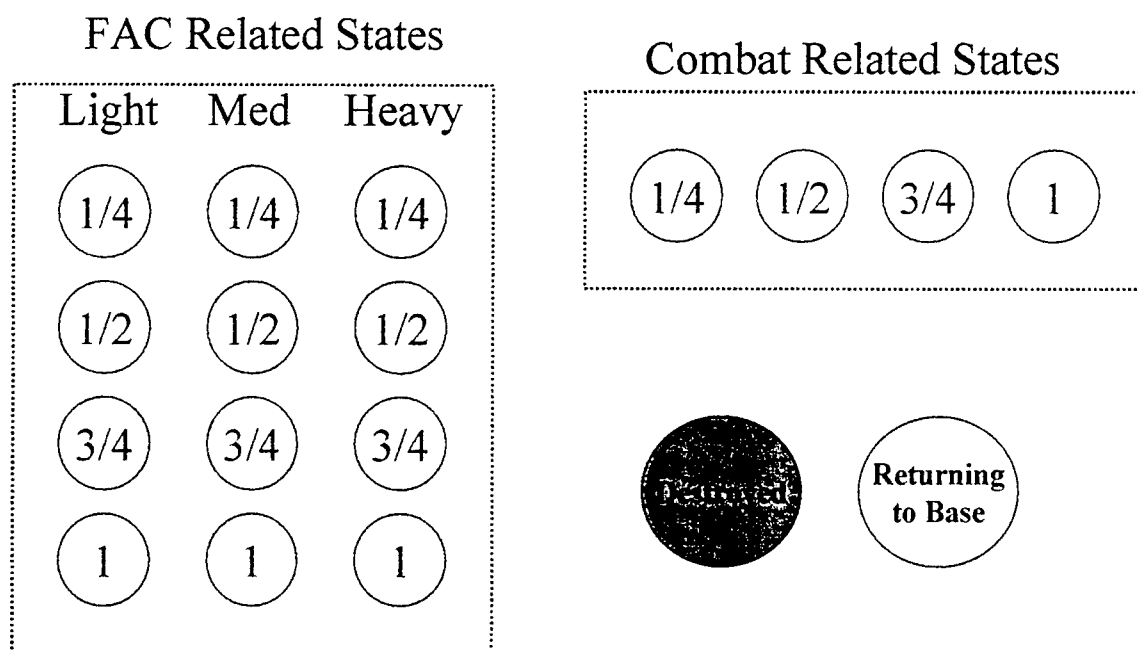 FAC Related States
Light Med Heavy
1/4 1/4 1/4
1/2 1/2 1/2
3/4 3/4 3/4
1 1 1
Combat Related States
1/4 1/2 3/4 1
Destroyed
Returning
to Base